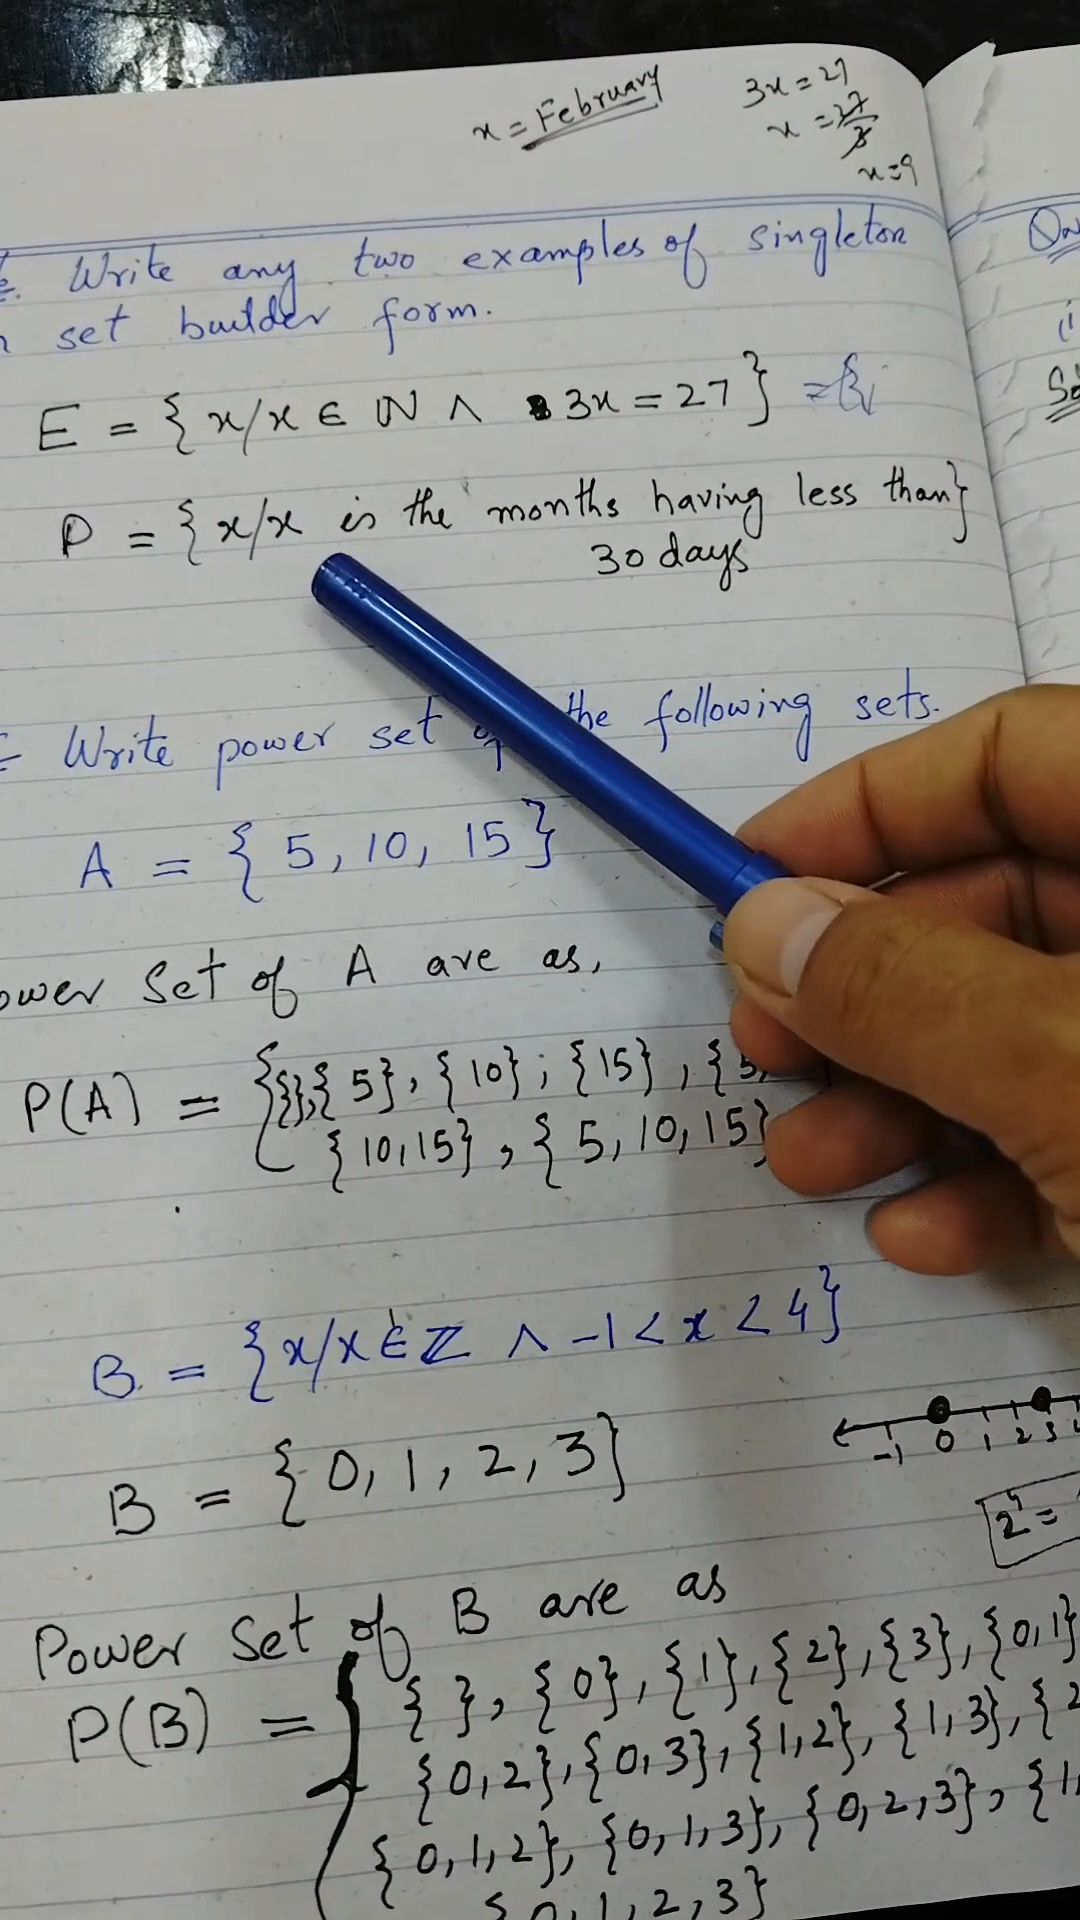 x = February
3x = 27
x = 27/3
x = 9
Write any two examples of singleton
set builder form.
E = { x/x ∈ ℕ ∧ 3x = 27 } = {
P = { x/x is the months having less than }
30 days
Write power set of the following sets.
A = { 5, 10, 15 }
Power Set of A are as,
P(A) = { { }, { 5 }, { 10 }, { 15 }, { 5,
{ 10, 15 }, { 5, 10, 15 }
B = { x/x ∈ ℤ ∧ -1 < x < 4 }
B = { 0, 1, 2, 3 }
-1 0 1 2 3
2⁴ =
Power Set of B are as
P(B) = { { }, { 0 }, { 1 }, { 2 }, { 3 }, { 0, 1 }
{ 0, 2 }, { 0, 3 }, { 1, 2 }, { 1, 3 }, { 2
{ 0, 1, 2 }, { 0, 1, 3 }, { 0, 2, 3 }, { 1,
{ 0, 1, 2, 3 }